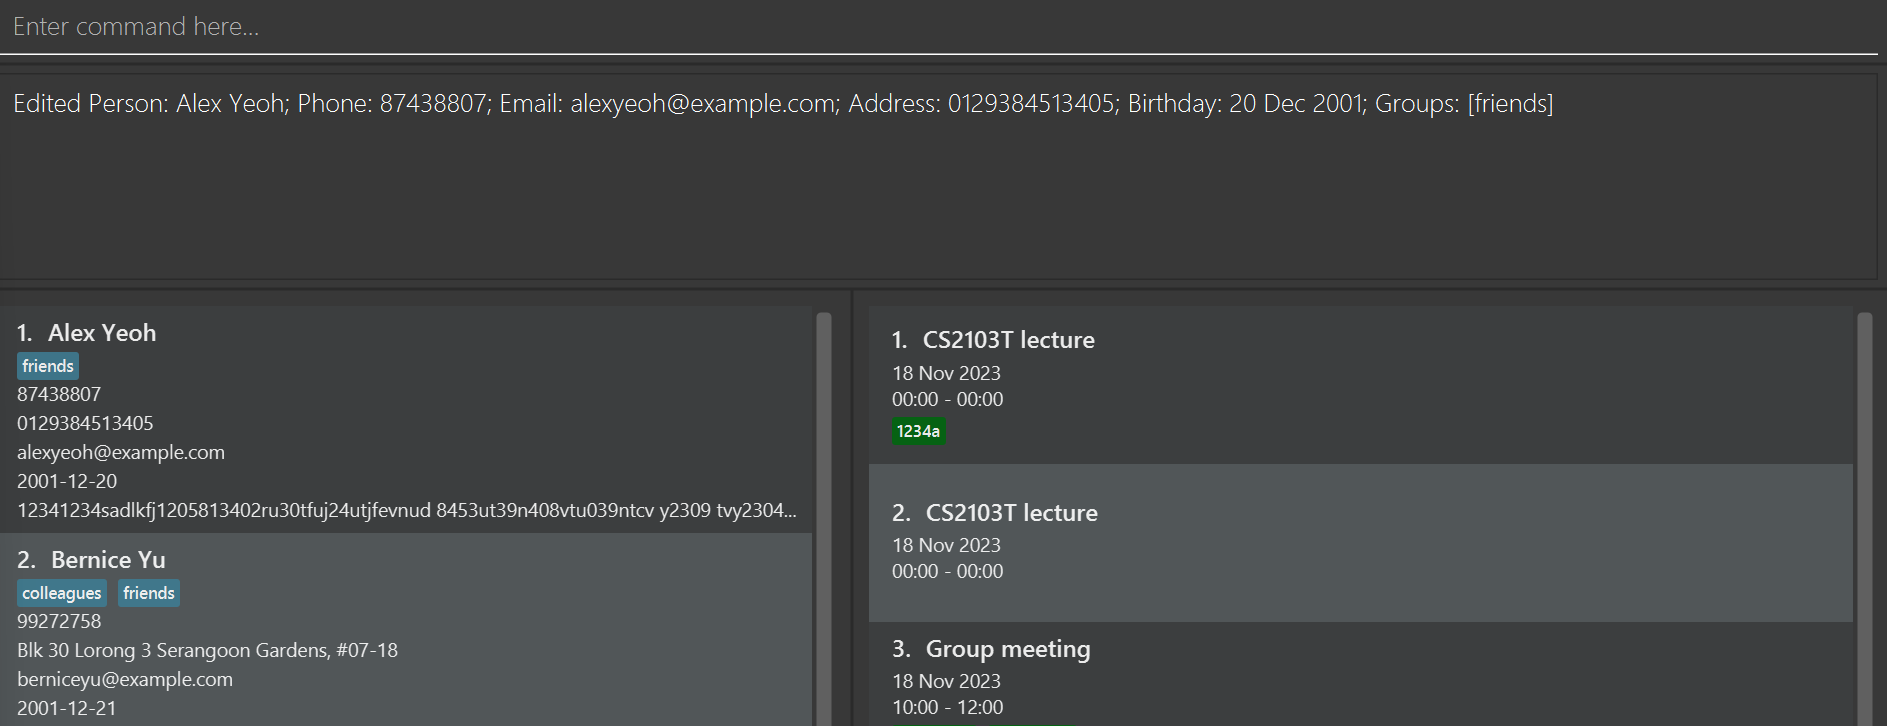 Enter command here...
Edited Person: Alex Yeoh; Phone: 87438807; Email: alexyeoh@example.com; Address: 0129384513405; Birthday: 20 Dec 2001; Groups: [friends]
1. Alex Yeoh
friends
87438807
0129384513405
alexyeoh@example.com
2001-12-20
12341234sadlkfj1205813402ru30tfuj24utjfevnud 8453ut39n408vtu039ntcv y2309 tvy2304...
2. Bernice Yu
colleagues friends
99272758
Blk 30 Lorong 3 Serangoon Gardens, #07-18
berniceyu@example.com
2001-12-21
1. CS2103T lecture
18 Nov 2023
00:00 - 00:00
1234a
2. CS2103T lecture
18 Nov 2023
00:00 - 00:00
3. Group meeting
18 Nov 2023
10:00 - 12:00